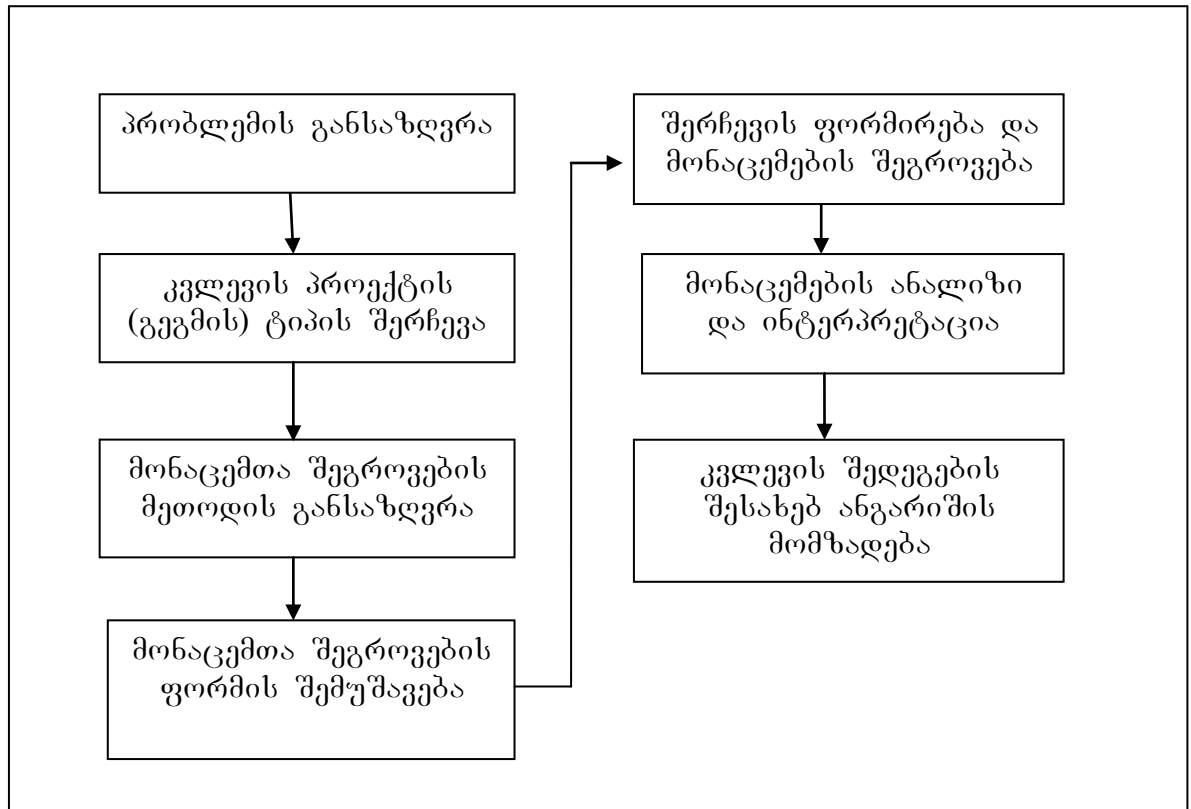 პრობლემის განსაზღვრა
კვლევის პროექტის
(გეგმის) ტიპის შერჩევა
მონაცემთა შეგროვების
მეთოდის განსაზღვრა
მონაცემთა შეგროვების
ფორმის შემუშავება
შერჩევის ფორმირება და
მონაცემების შეგროვება
მონაცემების ანალიზი
და ინტერპრეტაცია
კვლევის შედეგების
შესახებ ანგარიშის
მომზადება